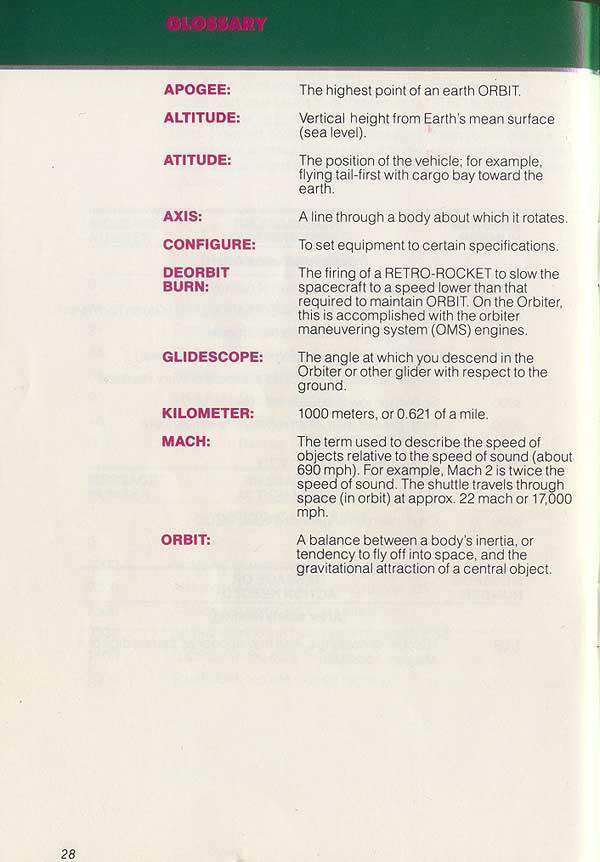 GLOSSARY
APOGEE: The highest point of an earth ORBIT.
ALTITUDE: Vertical height from Earth's mean surface
(sea level).
ATITUDE: The position of the vehicle; for example,
flying tail-first with cargo bay toward the
earth.
AXIS: A line through a body about which it rotates.
CONFIGURE: To set equipment to certain specifications.
DEORBIT The firing of a RETRO-ROCKET to slow the
BURN: spacecraft to a speed lower than that
required to maintain ORBIT. On the Orbiter,
this is accomplished with the orbiter
maneuvering system (OMS) engines.
GLIDESCOPE: The angle at which you descend in the
Orbiter or other glider with respect to the
ground.
KILOMETER: 1000 meters, or 0.621 of a mile.
MACH: The term used to describe the speed of
objects relative to the speed of sound (about
690 mph). For example, Mach 2 is twice the
speed of sound. The shuttle travels through
space (in orbit) at approx. 22 mach or 17,000
mph.
ORBIT: A balance between a body's inertia, or
tendency to fly off into space, and the
gravitational attraction of a central object.
28